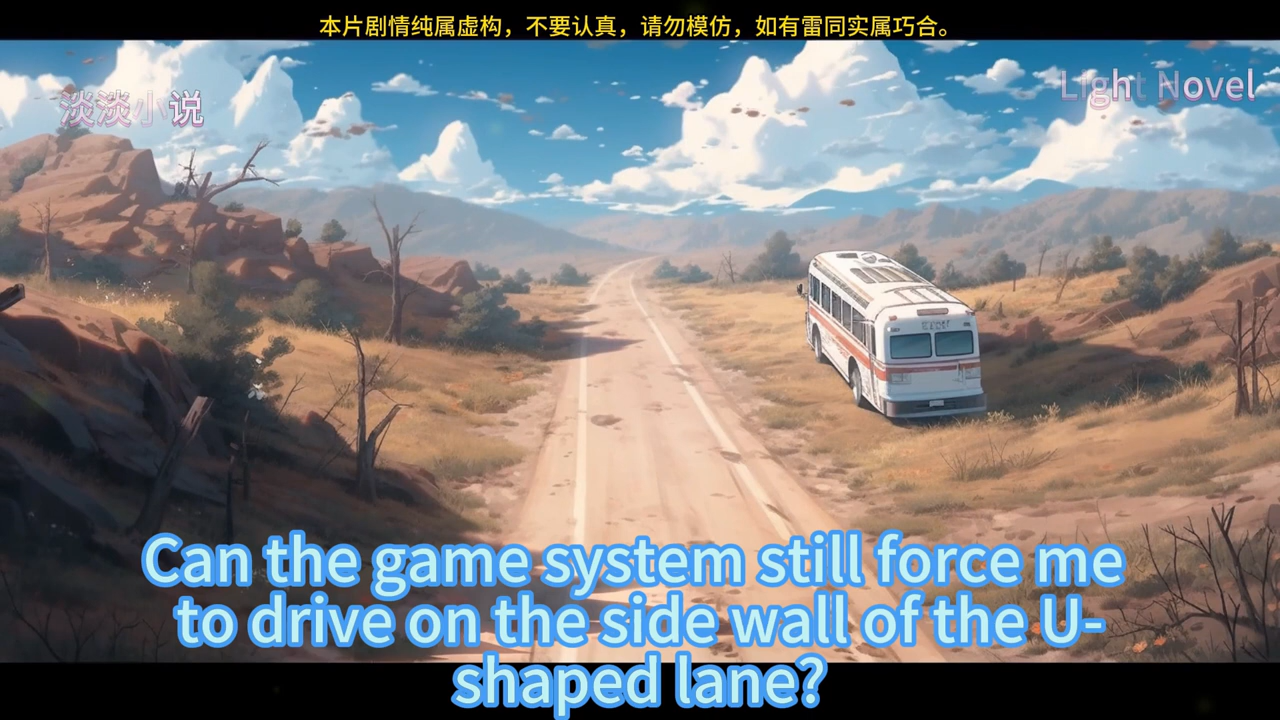 本片剧情纯属虚构，不要认真，请勿模仿，如有雷同实属巧合。
淡淡小说
Light Novel
Can the game system still force me
to drive on the side wall of the U-
shaped lane?